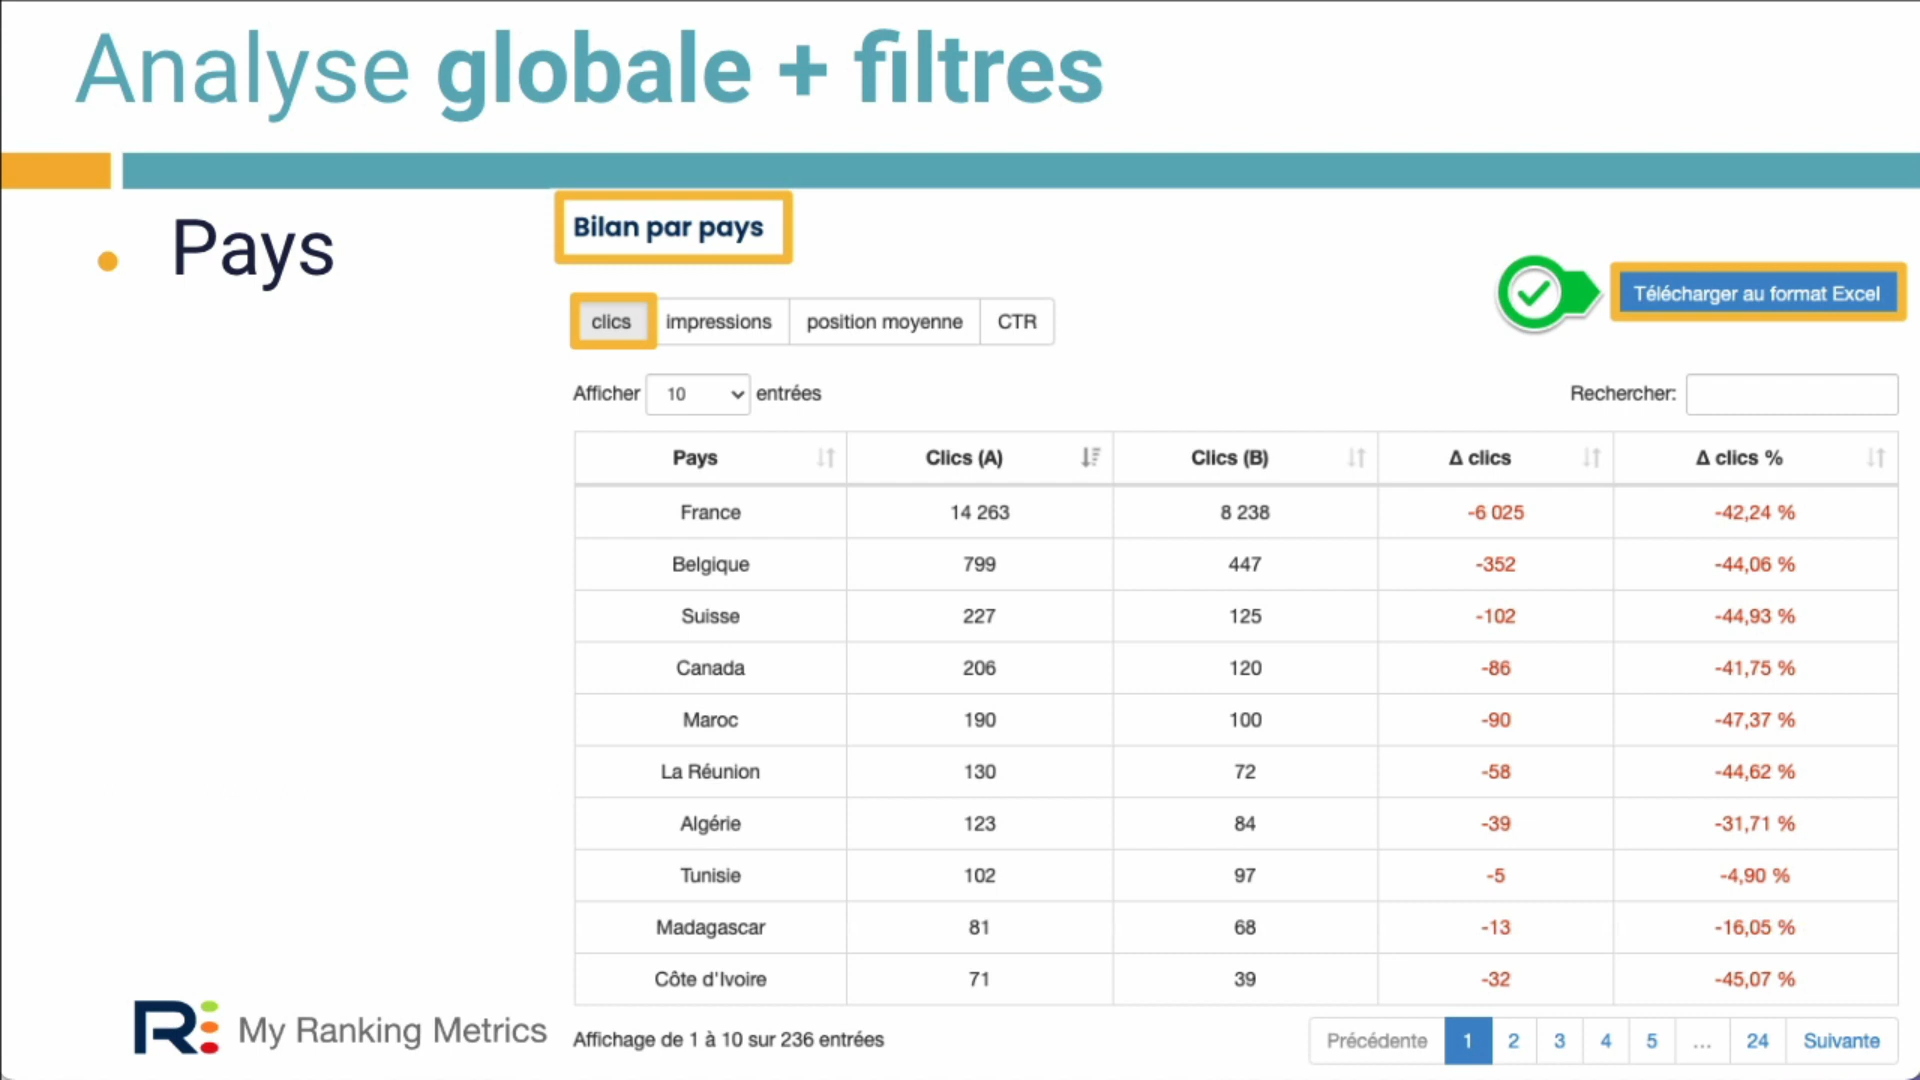 Analyse globale + filtres
Pays
Bilan par pays
clics impressions position moyenne CTR
Télécharger au format Excel
Afficher 10 entrées
Rechercher:
Pays Clics (A) Clics (B) Δ clics Δ clics %
France 14 263 8 238 -6 025 -42,24 %
Belgique 799 447 -352 -44,06 %
Suisse 227 125 -102 -44,93 %
Canada 206 120 -86 -41,75 %
Maroc 190 100 -90 -47,37 %
La Réunion 130 72 -58 -44,62 %
Algérie 123 84 -39 -31,71 %
Tunisie 102 97 -5 -4,90 %
Madagascar 81 68 -13 -16,05 %
Côte d'Ivoire 71 39 -32 -45,07 %
My Ranking Metrics
Affichage de 1 à 10 sur 236 entrées
Précédente 1 2 3 4 5 ... 24 Suivante